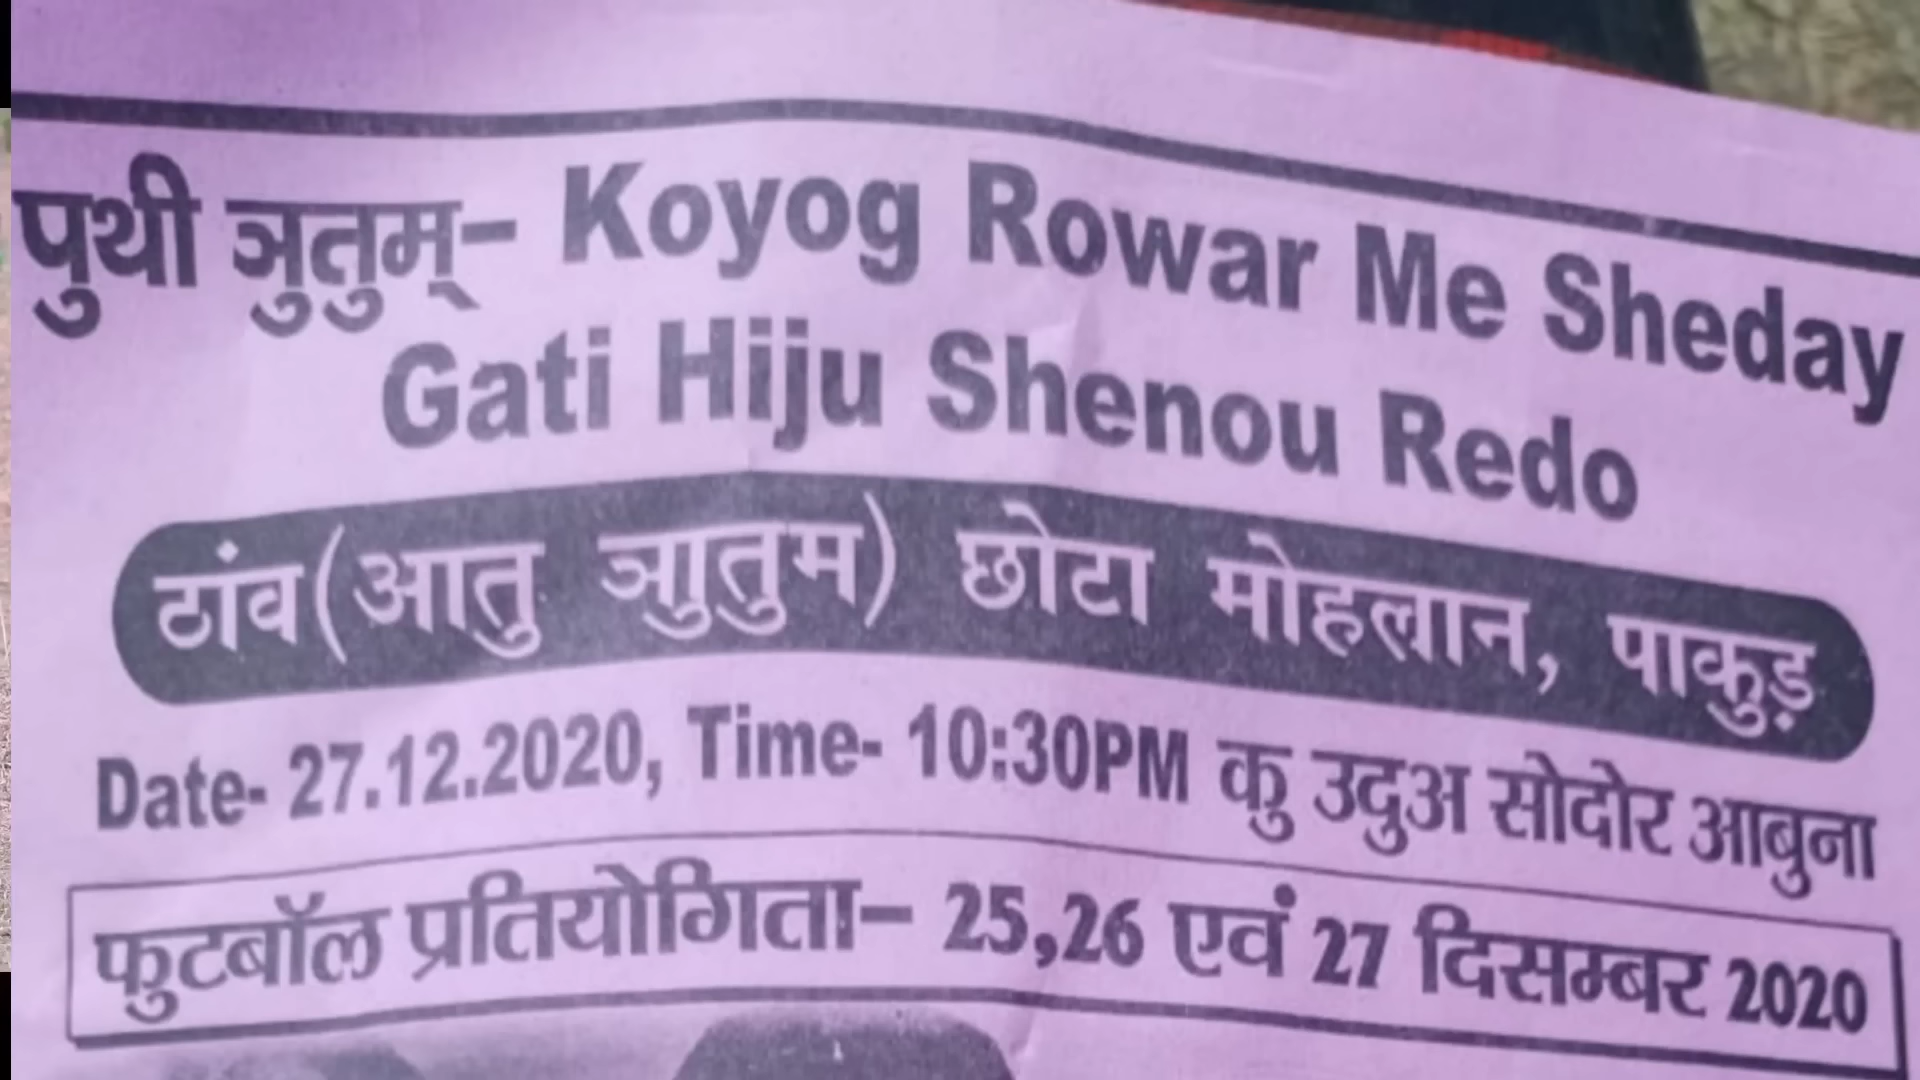 पुथी ञुतुम्- Koyog Rowar Me Sheday
Gati Hiju Shenou Redo
ठांव(आतु ञाुतुम) छोटा मोहलान, पाकुड़
Date- 27.12.2020, Time- 10:30PM कु उदुअ सोदोर आबुना
फुटबॉल प्रतियोगिता- 25,26 एवं 27 दिसम्बर 2020